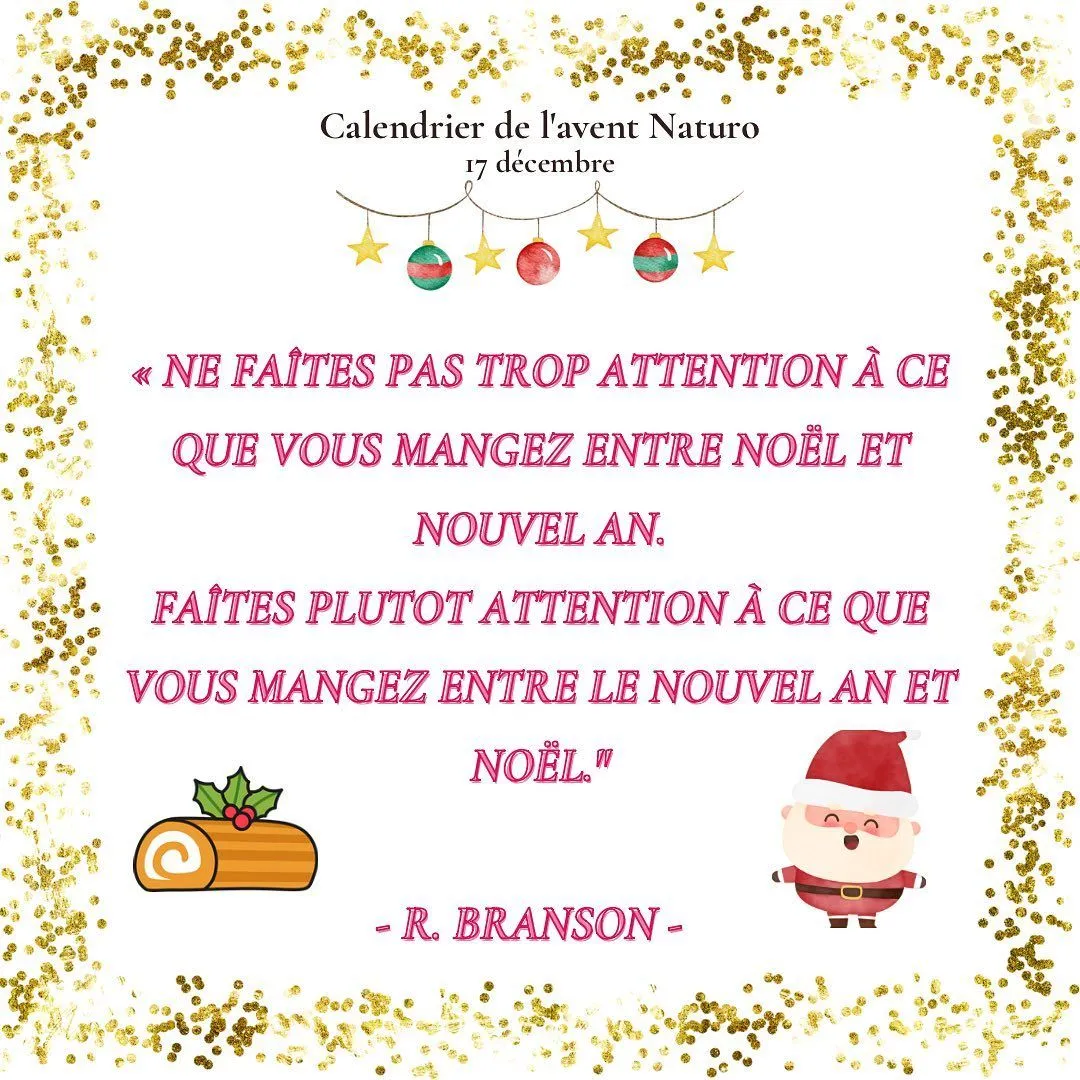 Calendrier de l'avent Naturo
17 décembre
« NE FAÎTES PAS TROP ATTENTION À CE
QUE VOUS MANGEZ ENTRE NOËL ET
NOUVEL AN.
FAÎTES PLUTOT ATTENTION À CE QUE
VOUS MANGEZ ENTRE LE NOUVEL AN ET
NOËL."
- R. BRANSON -